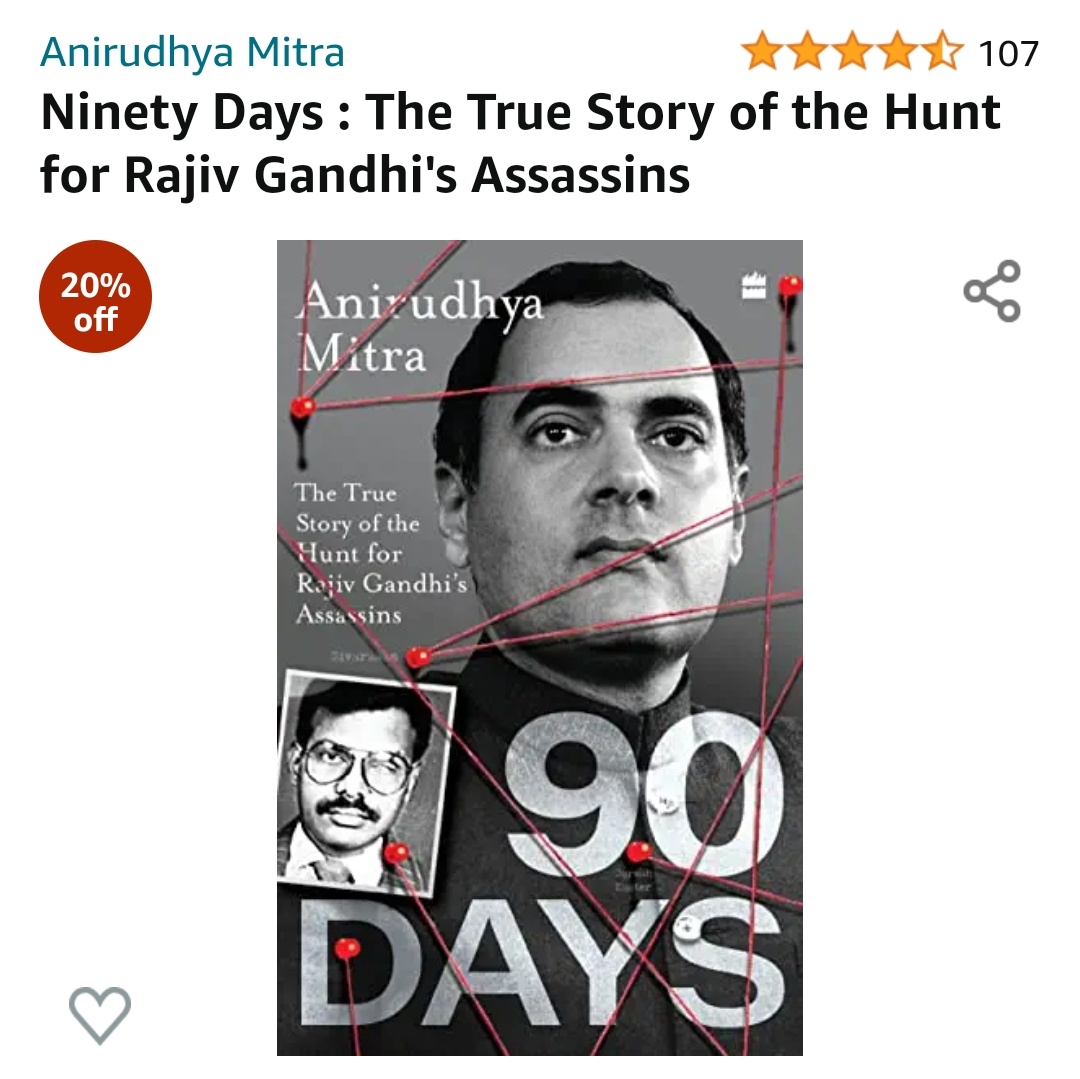 Anirudhya Mitra
107
Ninety Days : The True Story of the Hunt
for Rajiv Gandhi's Assassins
20%
off
Anirudhya
Mitra
The True
Story of the
Hunt for
Rajiv Gandhi's
Assassins
90
DAYS